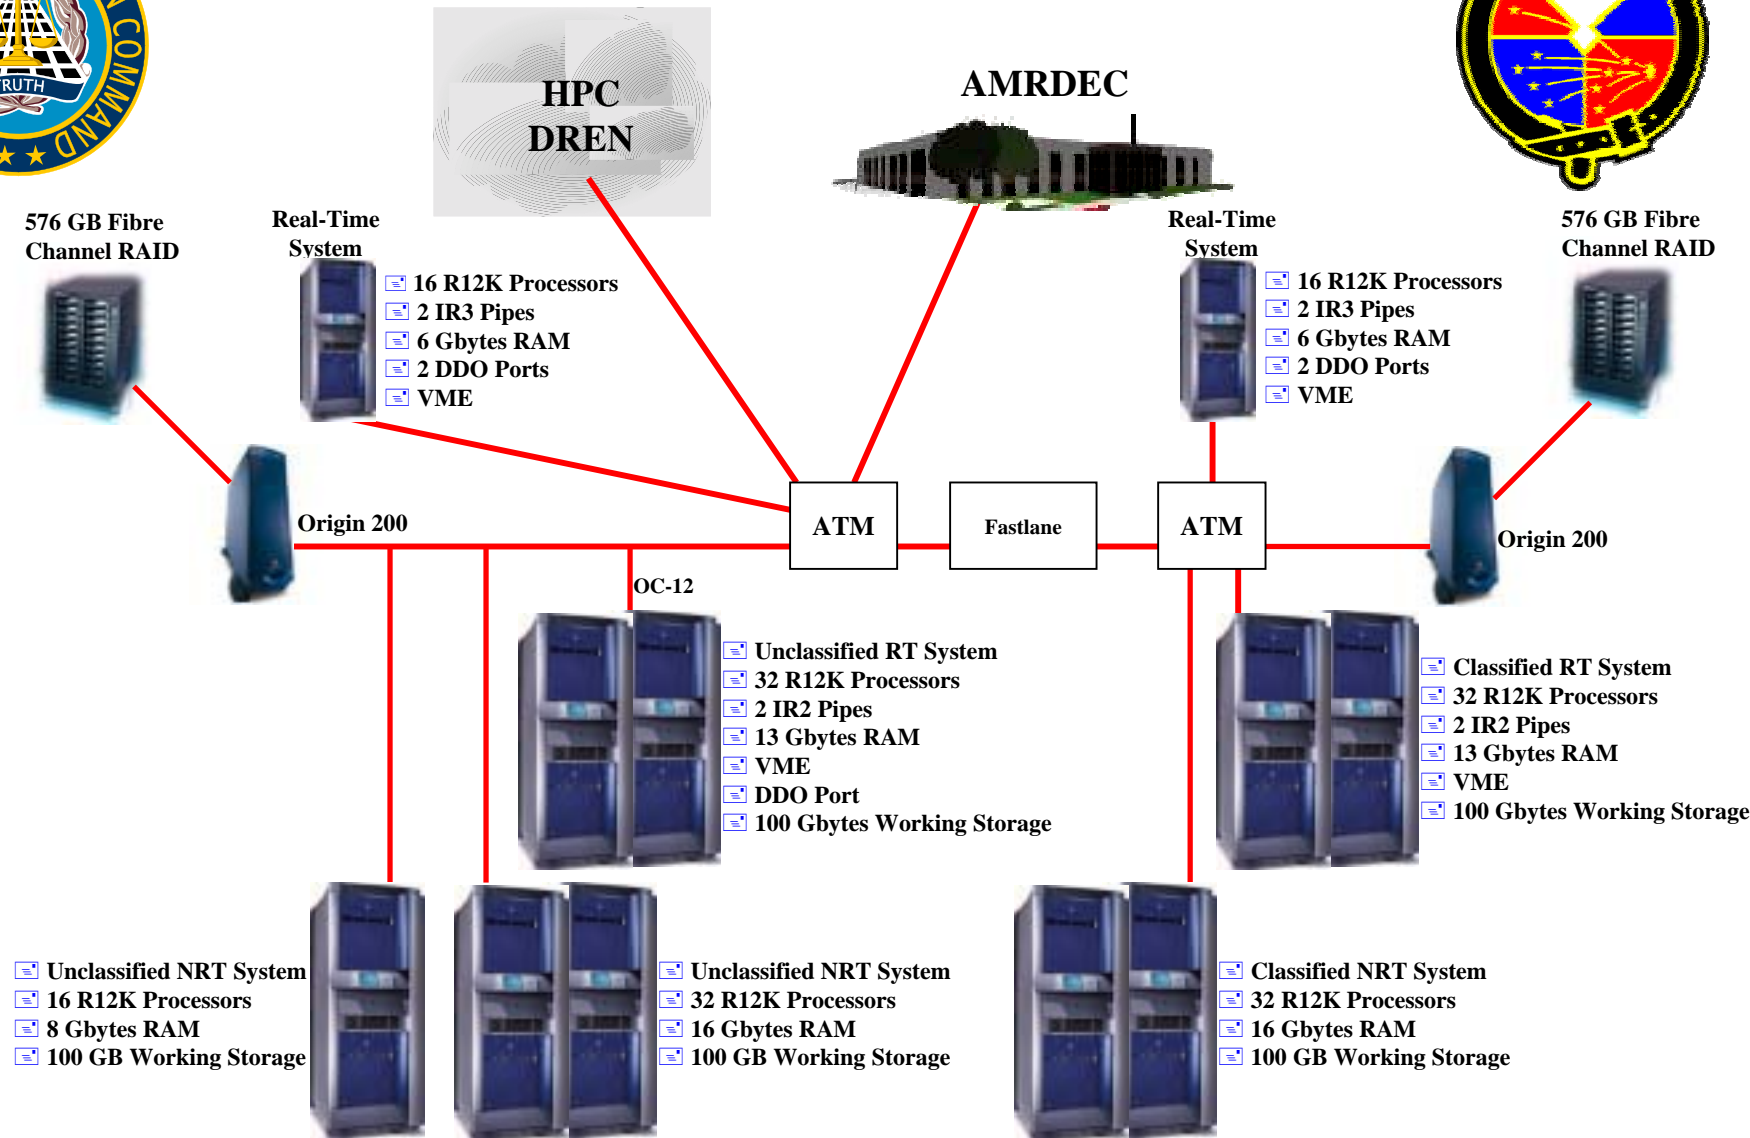 COMMAND
TRUTH
HPC
DREN
AMRDEC
576 GB Fibre
Channel RAID
Real-Time
System
16 R12K Processors
2 IR3 Pipes
6 Gbytes RAM
2 DDO Ports
VME
Real-Time
System
16 R12K Processors
2 IR3 Pipes
6 Gbytes RAM
2 DDO Ports
VME
576 GB Fibre
Channel RAID
Origin 200
ATM
Fastlane
ATM
Origin 200
OC-12
Unclassified RT System
32 R12K Processors
2 IR2 Pipes
13 Gbytes RAM
VME
DDO Port
100 Gbytes Working Storage
Classified RT System
32 R12K Processors
2 IR2 Pipes
13 Gbytes RAM
VME
100 Gbytes Working Storage
Unclassified NRT System
16 R12K Processors
8 Gbytes RAM
100 GB Working Storage
Unclassified NRT System
32 R12K Processors
16 Gbytes RAM
100 GB Working Storage
Classified NRT System
32 R12K Processors
16 Gbytes RAM
100 GB Working Storage